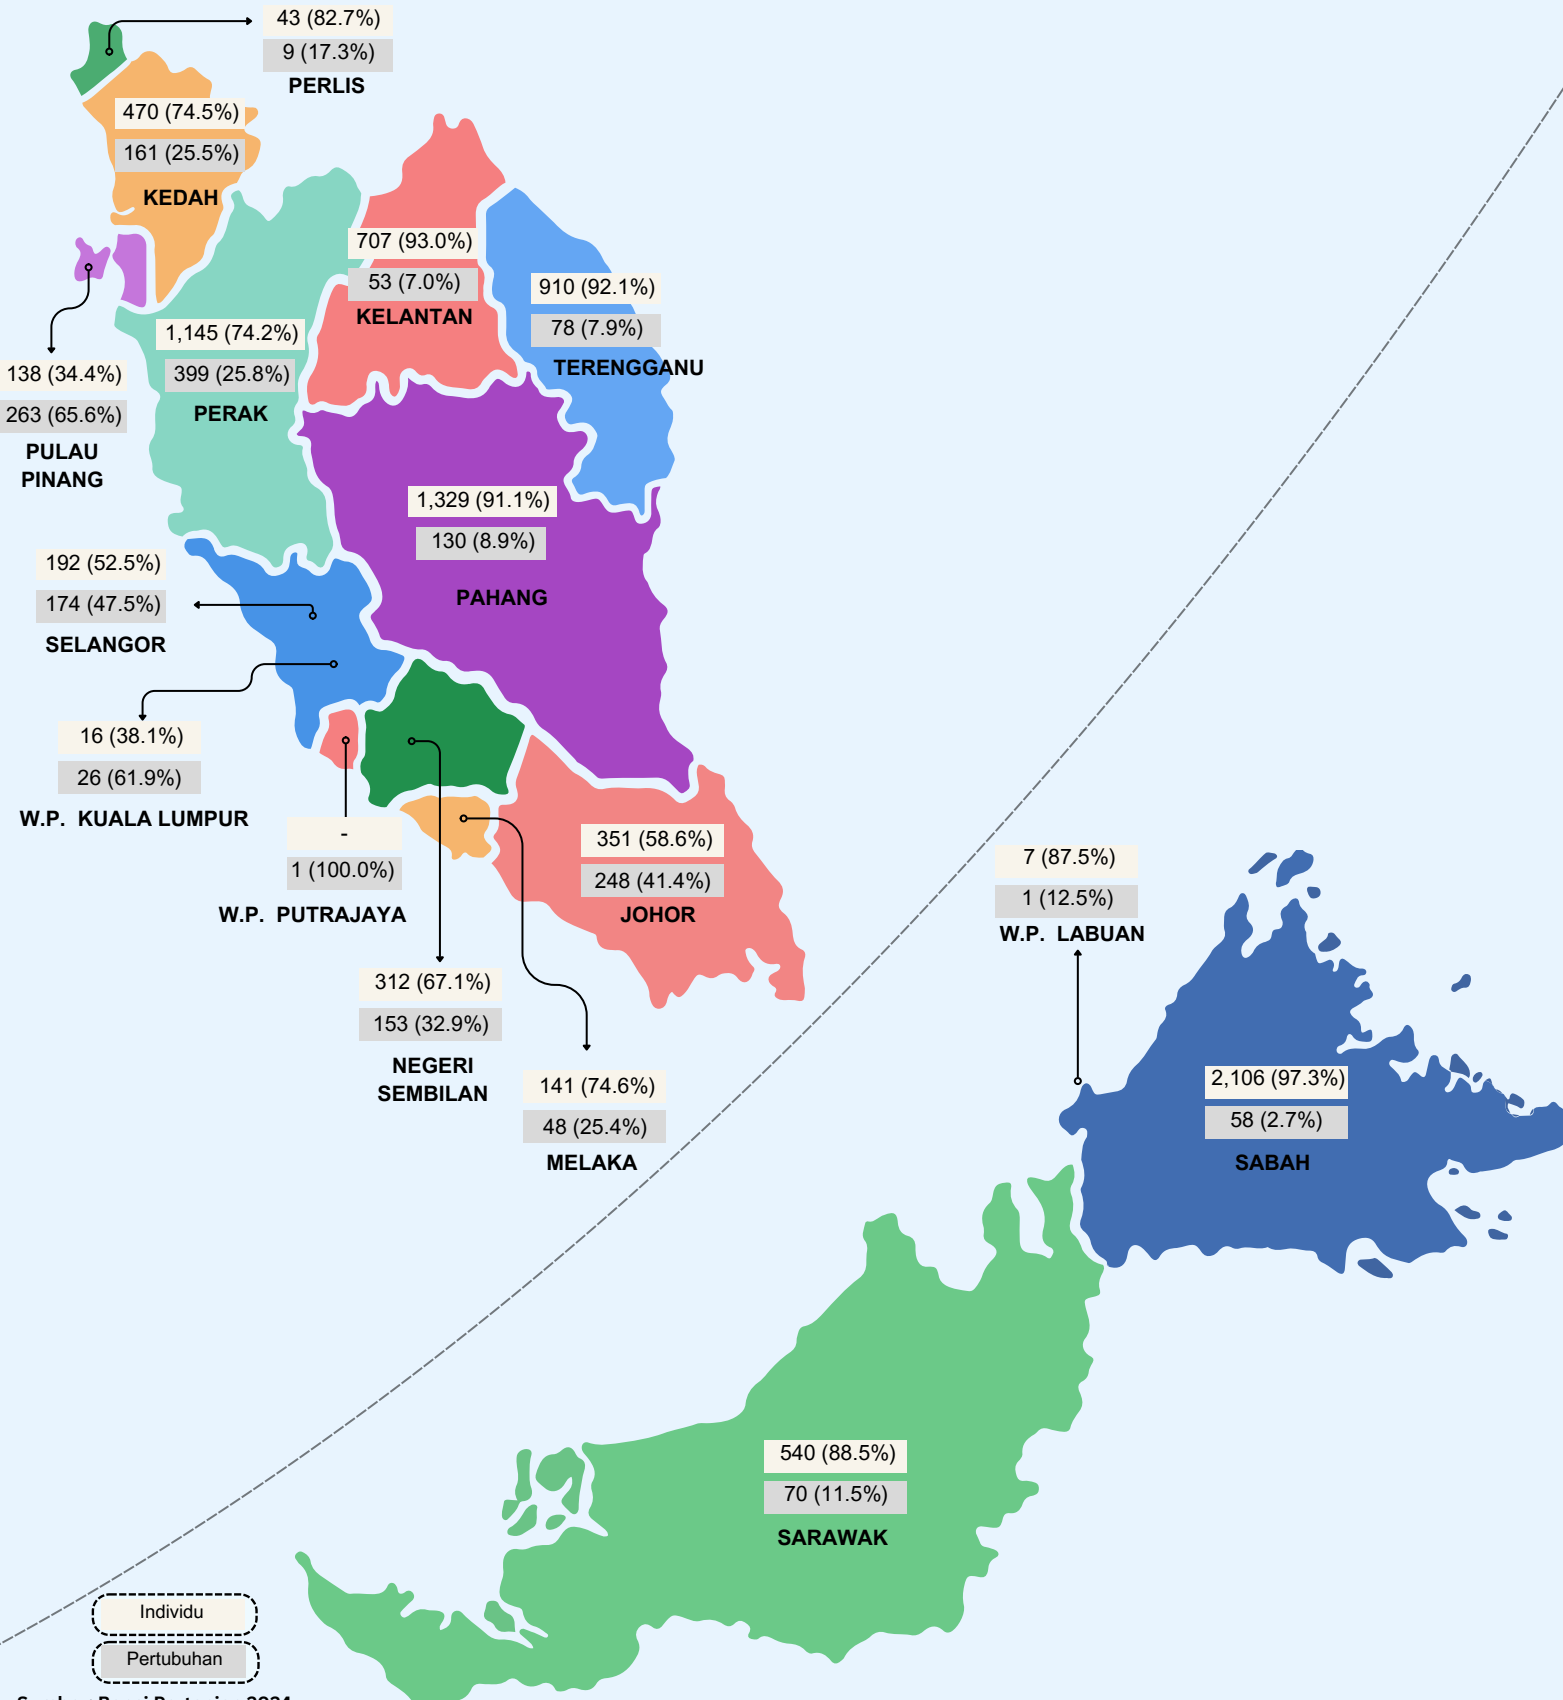 43 (82.7%)
9 (17.3%)
PERLIS
470 (74.5%)
161 (25.5%)
KEDAH
707 (93.0%)
53 (7.0%)
KELANTAN
910 (92.1%)
78 (7.9%)
TERENGGANU
1,145 (74.2%)
399 (25.8%)
PERAK
138 (34.4%)
263 (65.6%)
PULAU
PINANG
1,329 (91.1%)
130 (8.9%)
PAHANG
192 (52.5%)
174 (47.5%)
SELANGOR
16 (38.1%)
26 (61.9%)
W.P. KUALA LUMPUR
-
1 (100.0%)
W.P. PUTRAJAYA
351 (58.6%)
248 (41.4%)
JOHOR
312 (67.1%)
153 (32.9%)
NEGERI
SEMBILAN
141 (74.6%)
48 (25.4%)
MELAKA
7 (87.5%)
1 (12.5%)
W.P. LABUAN
2,106 (97.3%)
58 (2.7%)
SABAH
540 (88.5%)
70 (11.5%)
SARAWAK
Individu
Pertubuhan